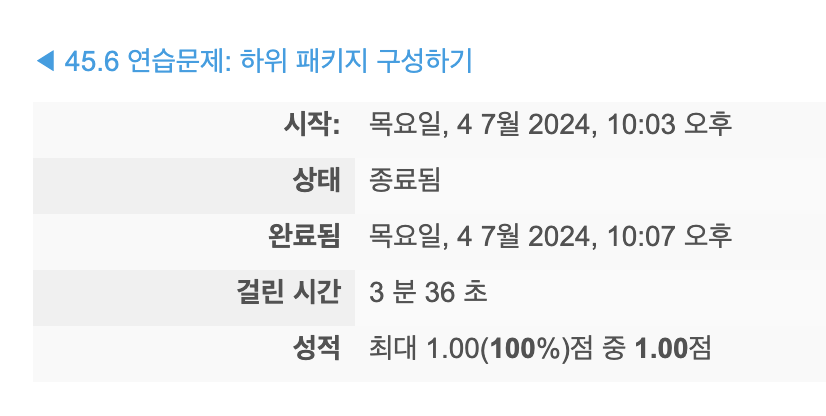 ◀ 45.6 연습문제: 하위 패키지 구성하기
시작: 목요일, 4 7월 2024, 10:03 오후
상태 종료됨
완료됨 목요일, 4 7월 2024, 10:07 오후
걸린 시간 3 분 36 초
성적 최대 1.00(100%)점 중 1.00점